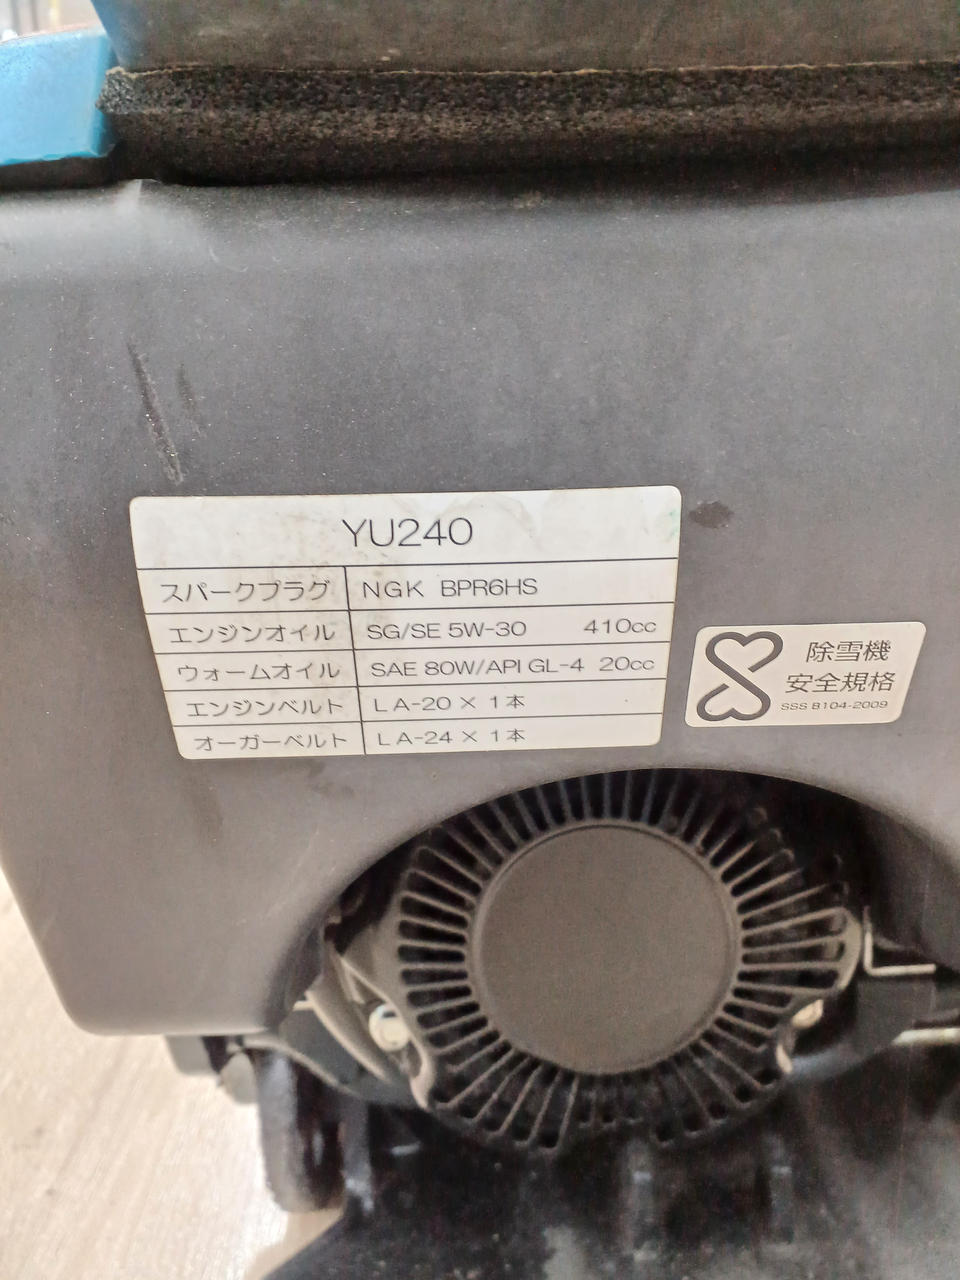 YU240
スパークプラグ NGK BPR6HS
エンジンオイル SG/SE 5W-30 410cc
ウォームオイル SAE 80W/API GL-4 20cc
エンジンベルト LA-20 × 1本
オーガーベルト LA-24 × 1本
除雪機
安全規格
SSS B104-2009